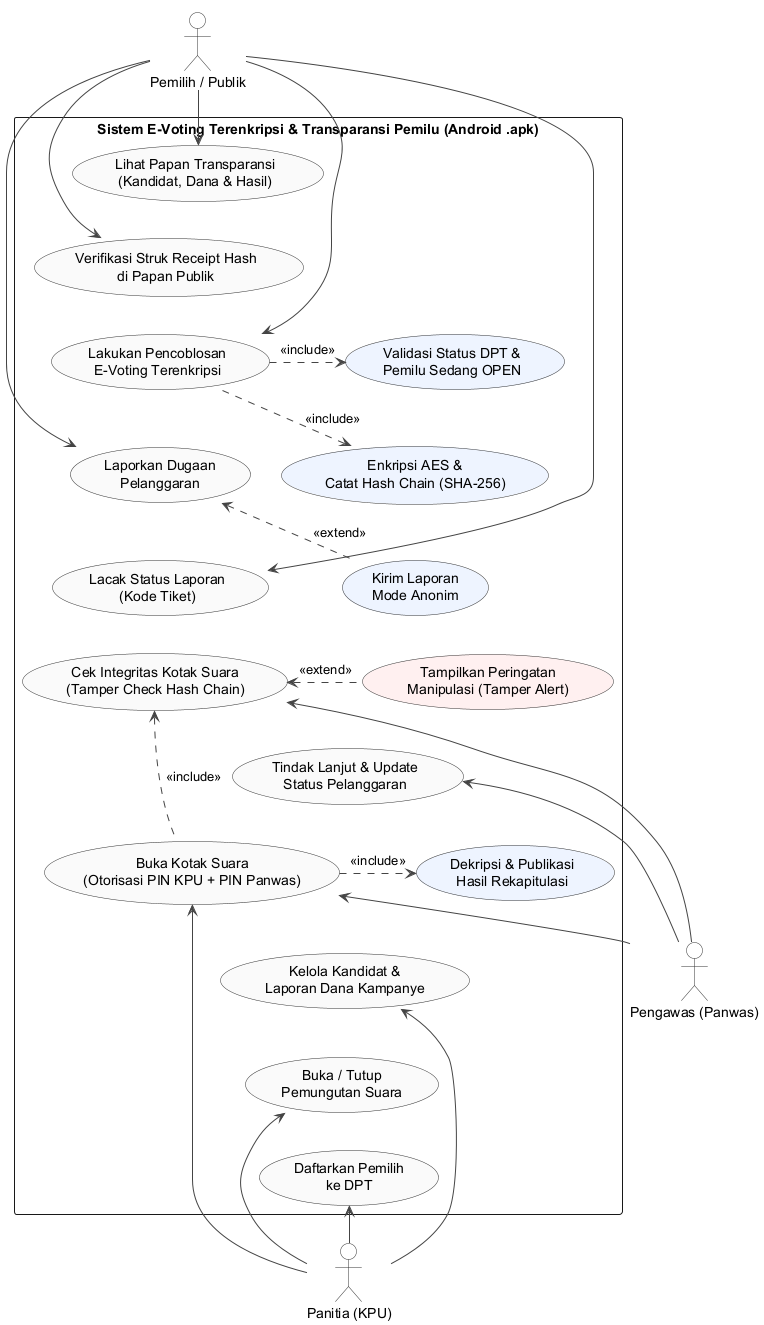 Pemilih / Publik
Sistem E-Voting Terenkripsi & Transparansi Pemilu (Android .apk)
Lihat Papan Transparansi
(Kandidat, Dana & Hasil)
Verifikasi Struk Receipt Hash
di Papan Publik
Lakukan Pencoblosan
E-Voting Terenkripsi
«include»
Validasi Status DPT &
Pemilu Sedang OPEN
«include»
Laporkan Dugaan
Pelanggaran
Enkripsi AES &
Catat Hash Chain (SHA-256)
«extend»
Lacak Status Laporan
(Kode Tiket)
Kirim Laporan
Mode Anonim
Cek Integritas Kotak Suara
(Tamper Check Hash Chain)
«extend»
Tampilkan Peringatan
Manipulasi (Tamper Alert)
«include»
Tindak Lanjut & Update
Status Pelanggaran
Buka Kotak Suara
(Otorisasi PIN KPU + PIN Panwas)
«include»
Dekripsi & Publikasi
Hasil Rekapitulasi
Kelola Kandidat &
Laporan Dana Kampanye
Pengawas (Panwas)
Buka / Tutup
Pemungutan Suara
Daftarkan Pemilih
ke DPT
Panitia (KPU)